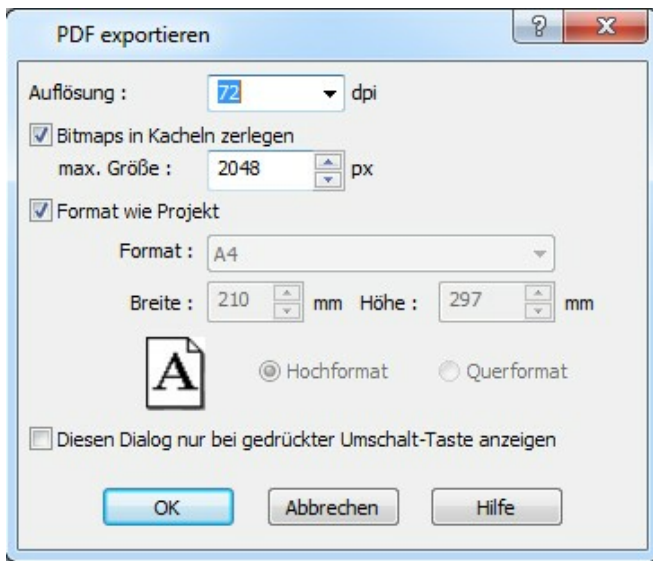 PDF exportieren
?
Auflösung : 72 dpi
Bitmaps in Kacheln zerlegen
max. Größe : 2048 px
Format wie Projekt
Format : A4
Breite : 210 mm Höhe : 297 mm
A Hochformat Querformat
Diesen Dialog nur bei gedrückter Umschalt-Taste anzeigen
OK Abbrechen Hilfe